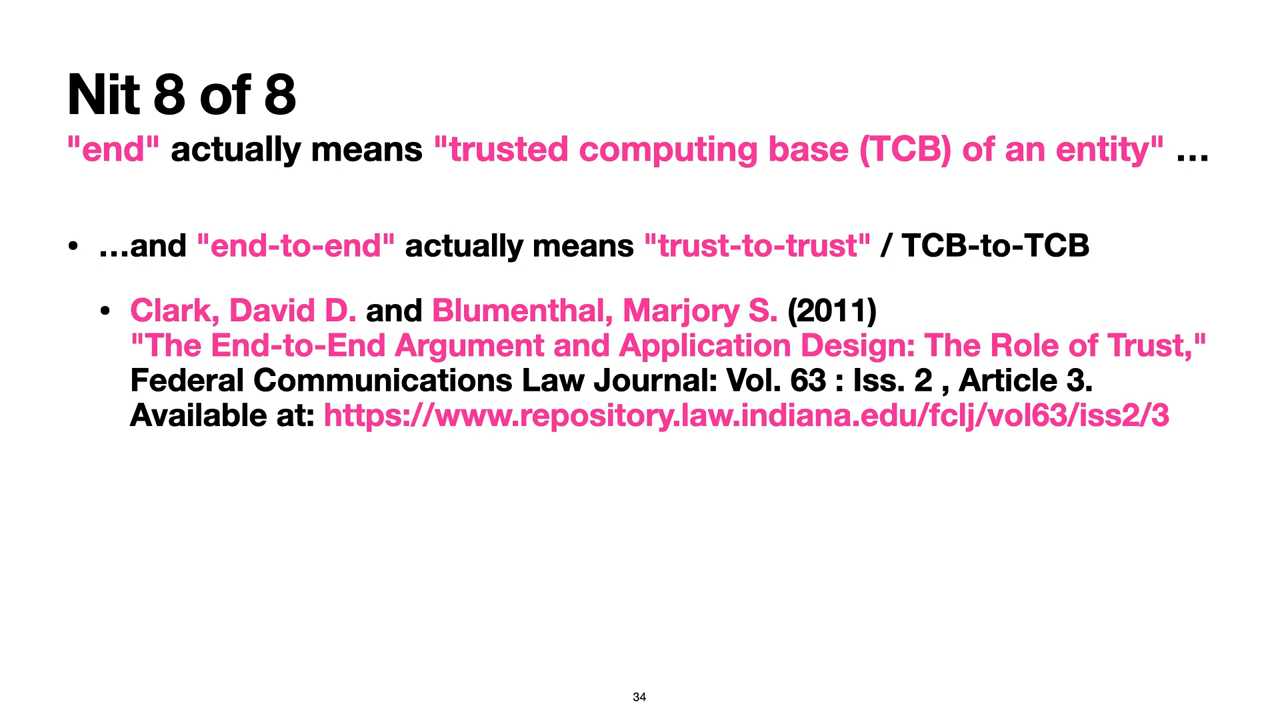 Nit 8 of 8
"end" actually means "trusted computing base (TCB) of an entity" …
• …and "end-to-end" actually means "trust-to-trust" / TCB-to-TCB
• Clark, David D. and Blumenthal, Marjory S. (2011)
"The End-to-End Argument and Application Design: The Role of Trust,"
Federal Communications Law Journal: Vol. 63 : Iss. 2 , Article 3.
Available at: https://www.repository.law.indiana.edu/fclj/vol63/iss2/3
34